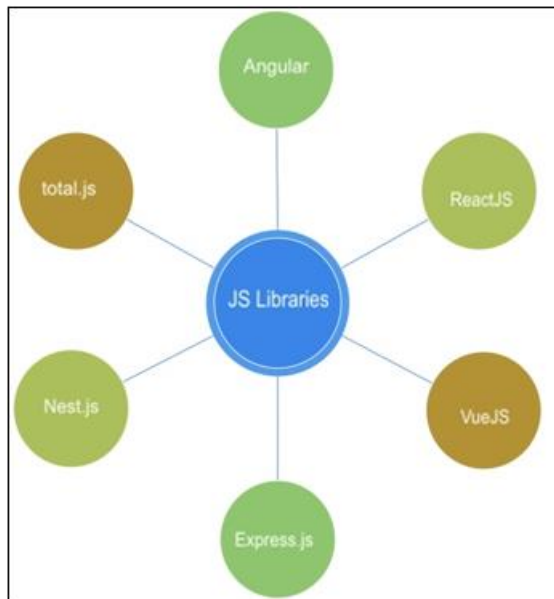 Angular
total.js
ReactJS
JS Libraries
Nest.js
VueJS
Express.js